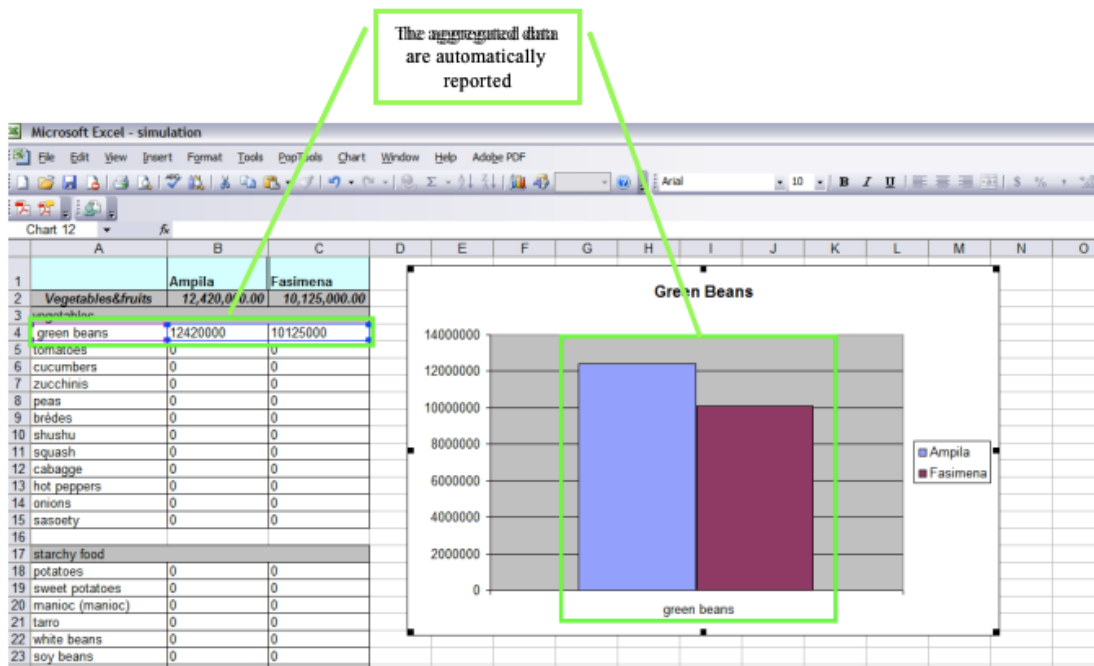 The aggregated data
are automatically
reported
Microsoft Excel - simulation
File Edit View Insert Format Tools PopTools Chart Window Help Adobe PDF
Arial 10 B I U $ % ,
Chart 12 fx
A B C D E F G H I J K L M N O
1 Ampila Fasimena
2 Vegetables&fruits 12,420,000.00 10,125,000.00
3 vegetables
4 green beans 12420000 10125000
5 tomatoes 0 0
6 cucumbers 0 0
7 zucchinis 0 0
8 peas 0 0
9 brèdes 0 0
10 shushu 0 0
11 squash 0 0
12 cabagge 0 0
13 hot peppers 0 0
14 onions 0 0
15 sasoety 0 0
16
17 starchy food
18 potatoes 0 0
19 sweet potatoes 0 0
20 manioc (manioc) 0 0
21 tarro 0 0
22 white beans 0 0
23 soy beans 0 0
Green Beans
14000000
12000000
10000000
8000000
6000000
4000000
2000000
0
green beans
Ampila
Fasimena